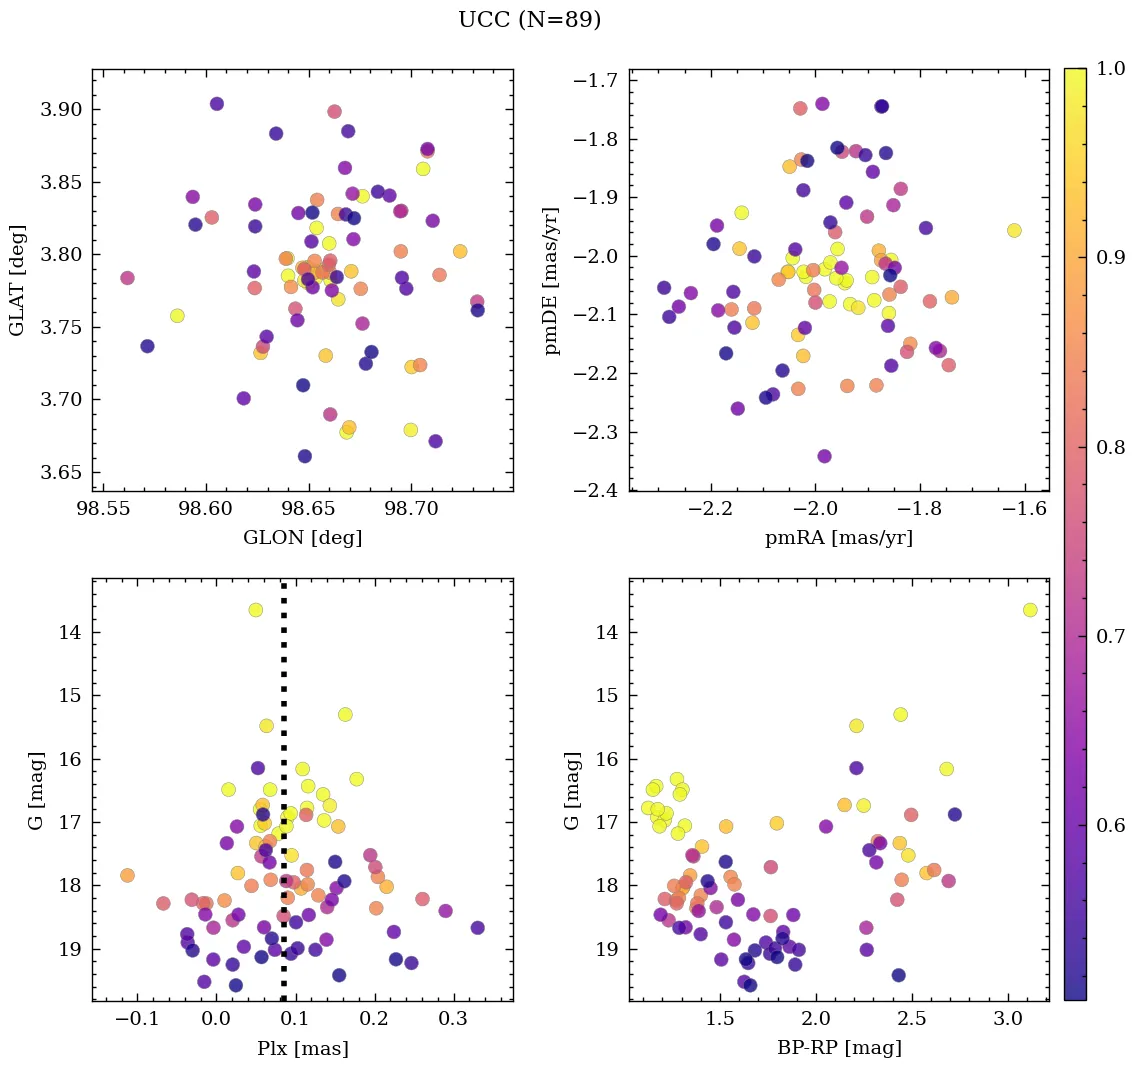 UCC (N=89)
3.90
3.85
3.80
3.75
3.70
3.65
GLAT [deg]
98.55 98.60 98.65 98.70
GLON [deg]
−1.7
−1.8
−1.9
−2.0
−2.1
−2.2
−2.3
−2.4
pmDE [mas/yr]
−2.2 −2.0 −1.8 −1.6
pmRA [mas/yr]
1.0
0.9
0.8
0.7
0.6
14
15
16
17
18
19
G [mag]
−0.1 0.0 0.1 0.2 0.3
Plx [mas]
14
15
16
17
18
19
G [mag]
1.5 2.0 2.5 3.0
BP-RP [mag]